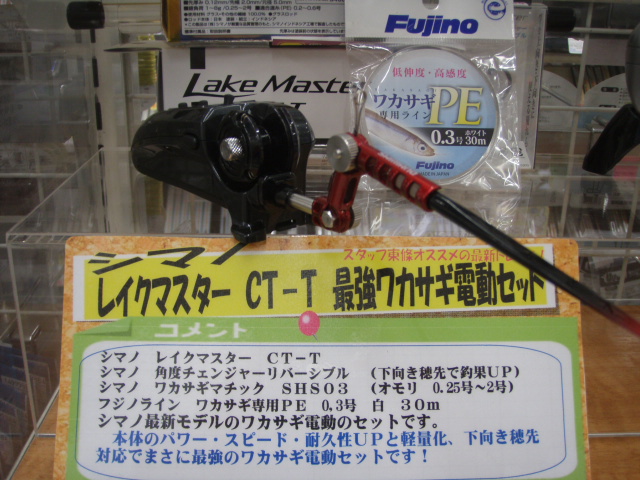 Fujino
低伸度・高感度
Lake Master
ワカサギ
専用ライン
PE
0.3号
ホワイト
30m
Fujino
スタッフ東條オススメの最新
シマノ
レイクマスター CT-T 最強ワカサギ電動セット
コメント
シマノ レイクマスター CT-T
シマノ 角度チェンジャーリバーシブル (下向き穂先で釣果UP)
シマノ ワカサギマチック SHS03 (オモリ 0.25号~2号)
フジノライン ワカサギ専用PE 0.3号 白 30m
シマノ最新モデルのワカサギ電動のセットです。
本体のパワー・スピード・耐久性UPと軽量化、下向き穂先
対応でまさに最強のワカサギ電動セットです!